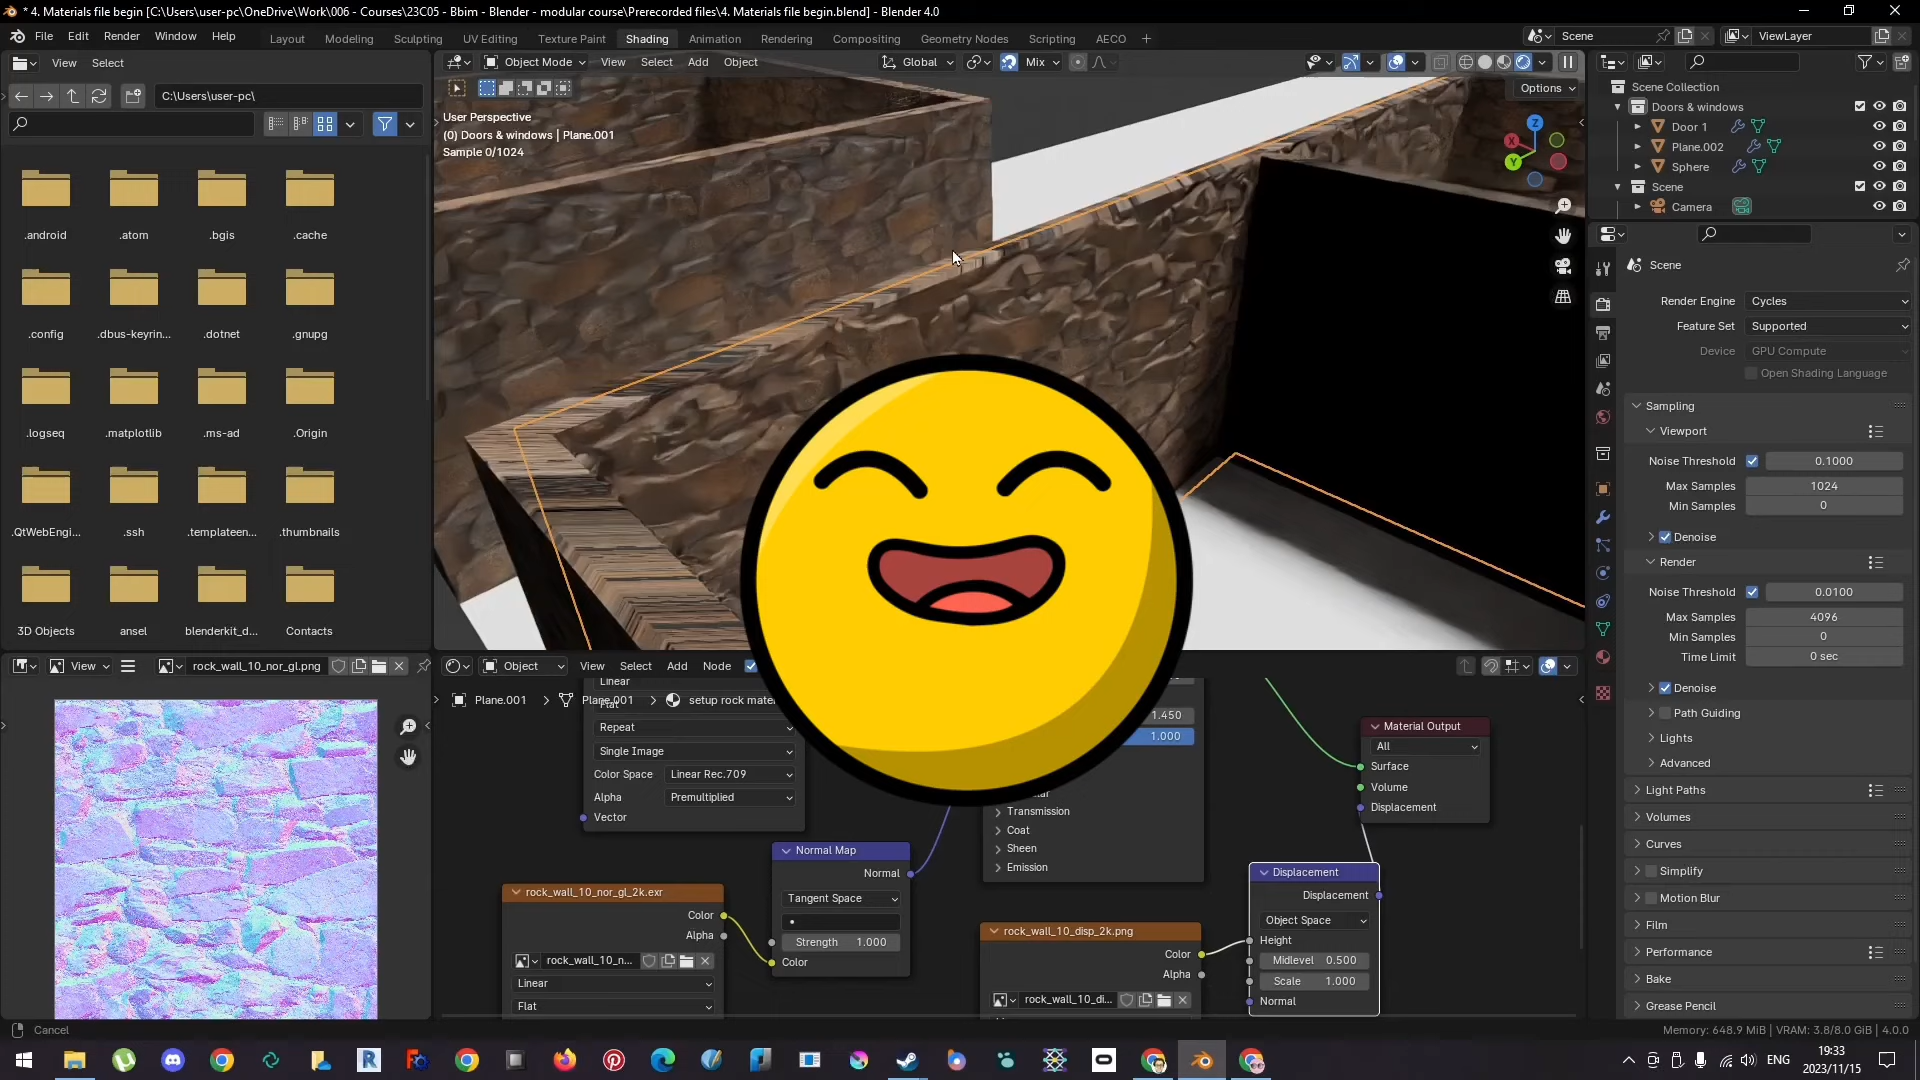 * 4. Materials file begin [C:\Users\user-pc\OneDrive\Work\006 - Courses\23C05 - Bbim - Blender - modular course\Prerecorded files\4. Materials file begin.blend] - Blender 4.0
File Edit Render Window Help
Layout Modeling Sculpting UV Editing Texture Paint Shading Animation Rendering Compositing Geometry Nodes Scripting AECO +
Scene
ViewLayer
View Select
C:\Users\user-pc\
.android .atom .bgis .cache
.config .dbus-keyrin... .dotnet .gnupg
.logseq .matplotlib .ms-ad .Origin
.QtWebEngi... .ssh .templateen... .thumbnails
3D Objects ansel blenderkit_d... Contacts
Object Mode View Select Add Object Global Mix
Options
User Perspective
(0) Doors & windows | Plane.001
Sample 0/1024
Z
X
Y
Scene Collection
Doors & windows
Door 1
Plane.002
Sphere
Scene
Camera
Scene
Render Engine Cycles
Feature Set Supported
Device GPU Compute
Open Shading Language
Sampling
Viewport
Noise Threshold 0.1000
Max Samples 1024
Min Samples 0
Denoise
Render
Noise Threshold 0.0100
Max Samples 4096
Min Samples 0
Time Limit 0 sec
Denoise
Path Guiding
Lights
Advanced
Light Paths
Volumes
Curves
Simplify
Motion Blur
Film
Performance
Bake
Grease Pencil
View rock_wall_10_nor_gl.png
Object View Select Add Node
Linear
Plane.001 Plane.001 setup rock mater
Flat
Repeat
Single Image
Color Space Linear Rec.709
Alpha Premultiplied
Vector
Normal Map
Normal
Tangent Space
Strength 1.000
Color
rock_wall_10_nor_gl_2k.exr
Color
Alpha
rock_wall_10_n...
Linear
Flat
1.450
1.000
Transmission
Coat
Sheen
Emission
rock_wall_10_disp_2k.png
Color
Alpha
rock_wall_10_di...
Displacement
Displacement
Object Space
Height
Midlevel 0.500
Scale 1.000
Normal
Material Output
All
Surface
Volume
Displacement
Cancel
Memory: 648.9 MiB | VRAM: 3.8/8.0 GiB | 4.0.0
ENG
19:33
2023/11/15